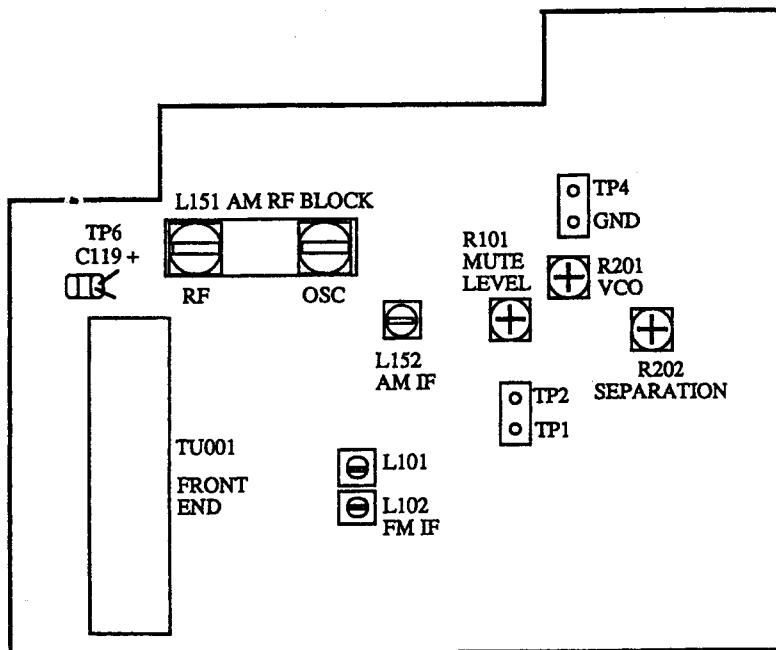 L151 AM RF BLOCK
TP6
C119 +
RF
OSC
R101
MUTE
LEVEL
TP4
GND
R201
VCO
L152
AM IF
R202
SEPARATION
TP2
TP1
TU001
FRONT
END
L101
L102
FM IF